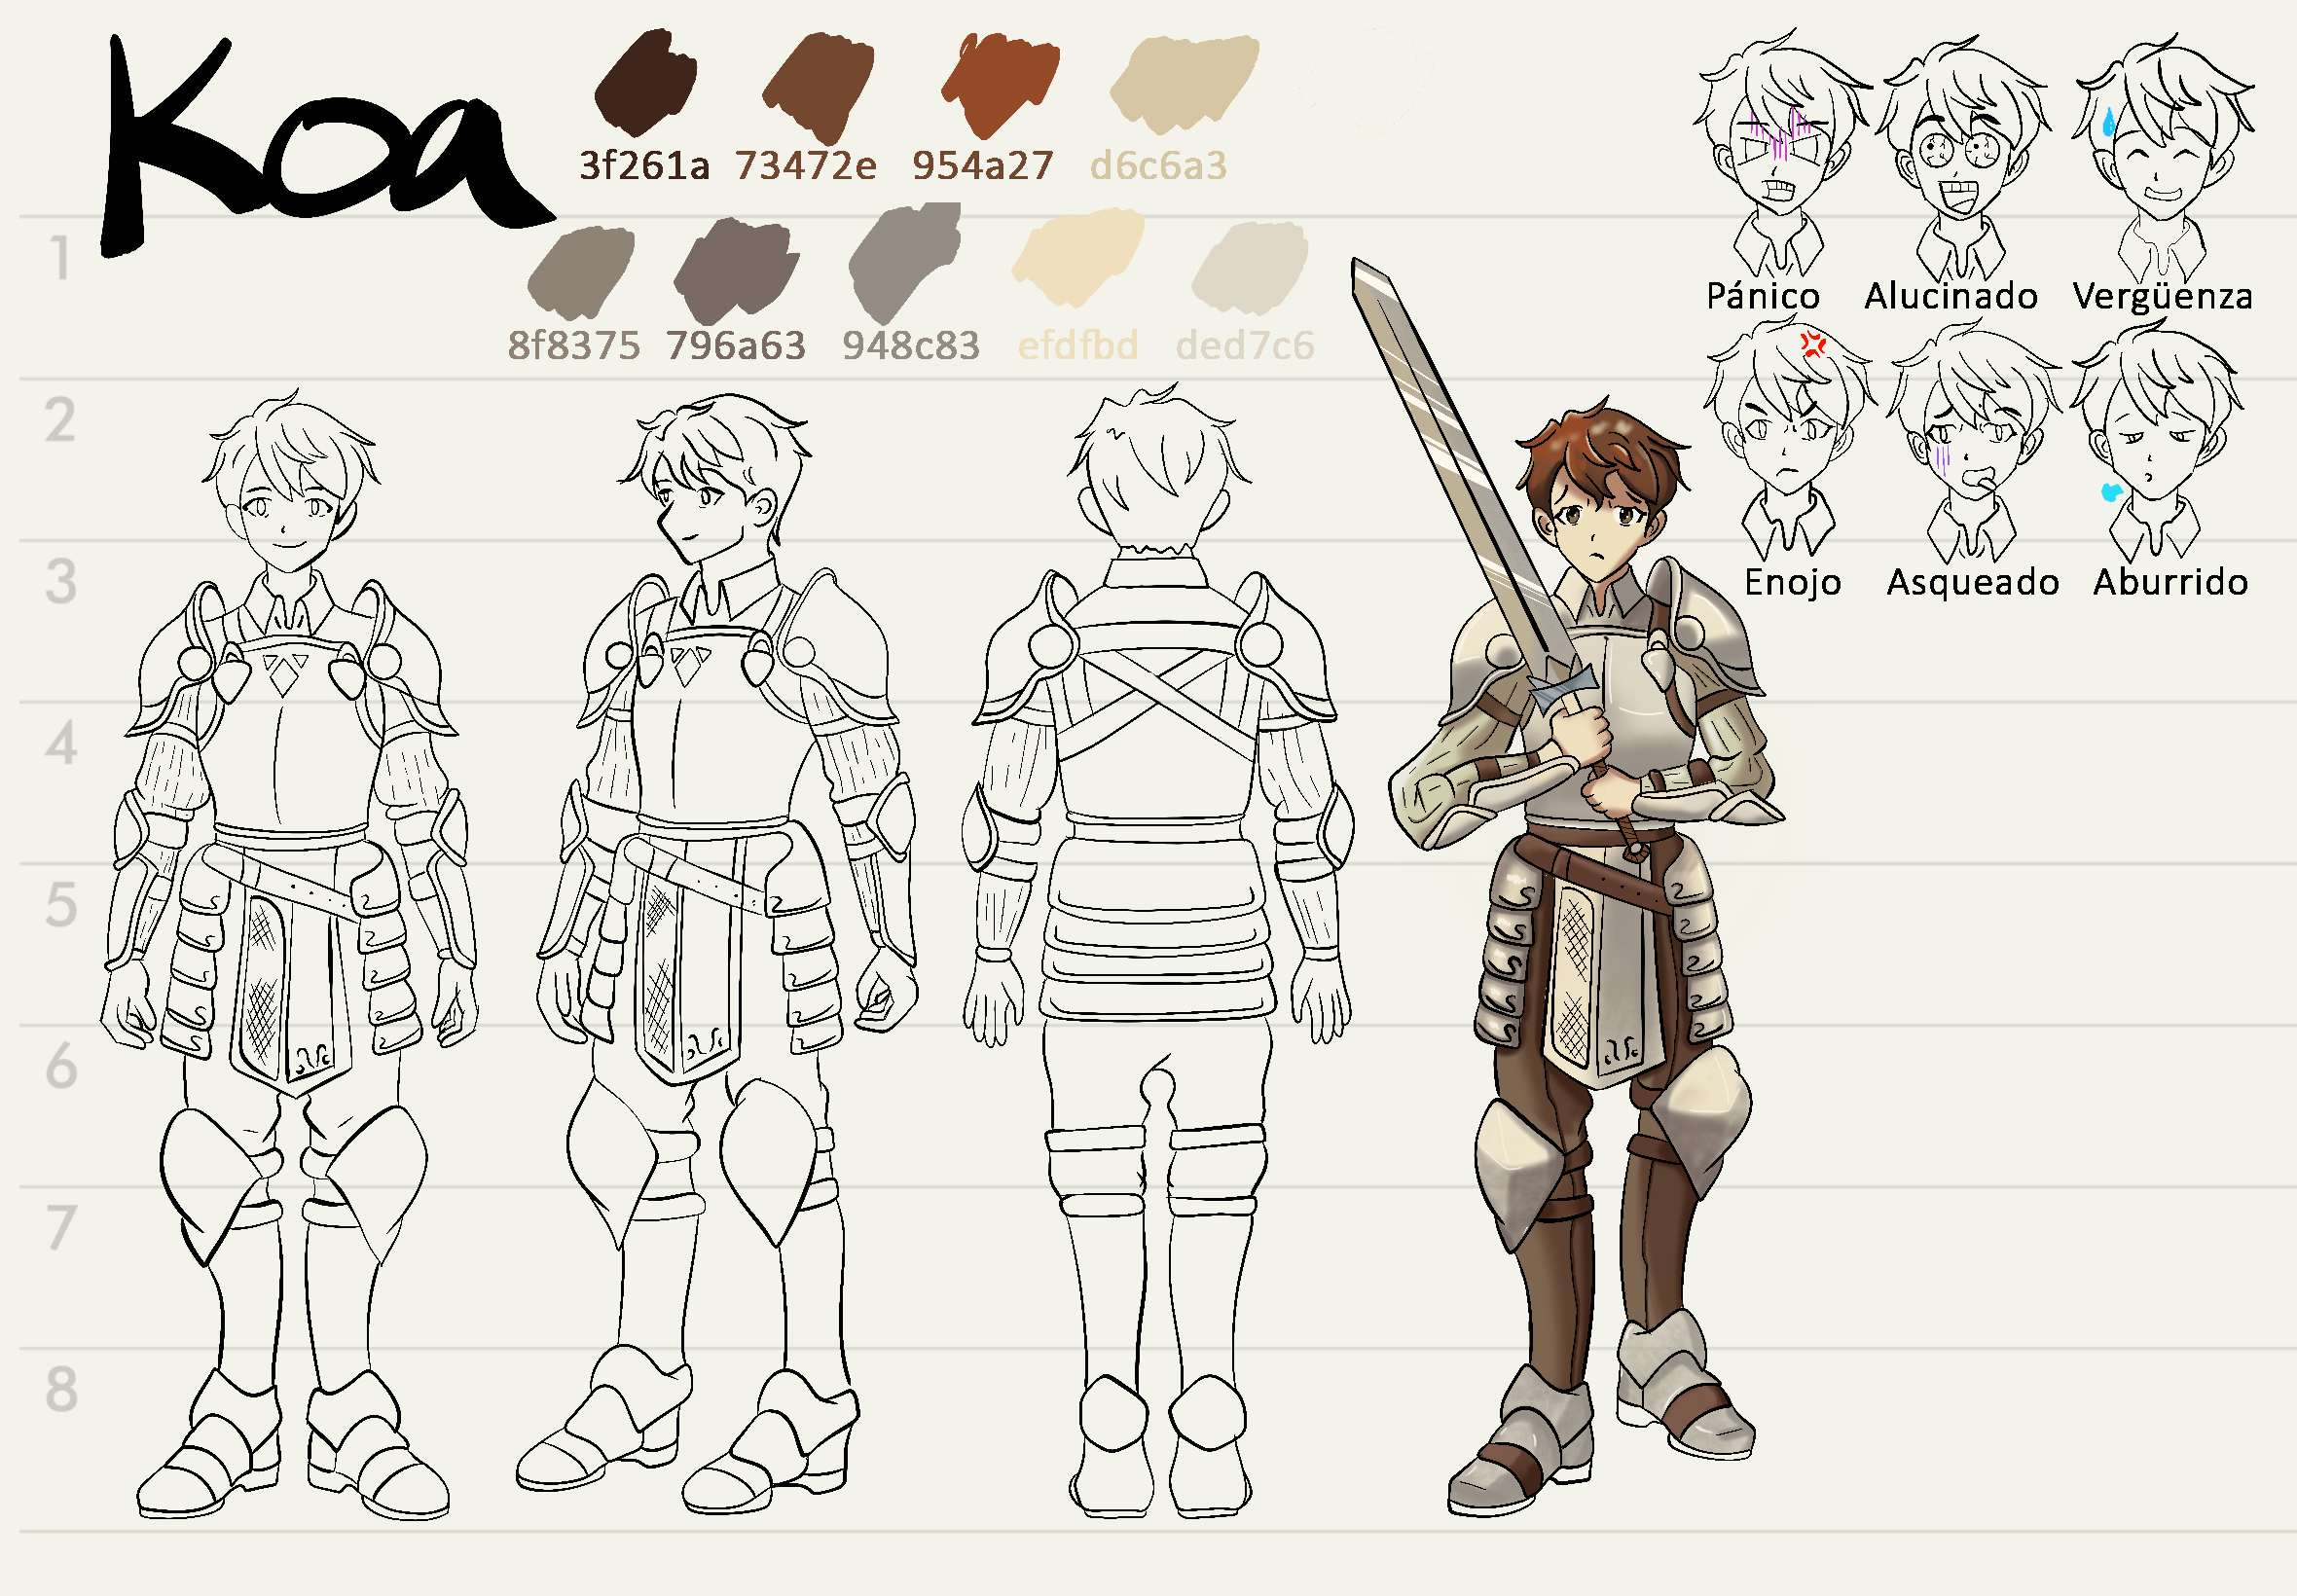 Koa
3f261a 73472e 954a27 d6c6a3
8f8375 796a63 948c83 efdfbd ded7c6
Pánico Alucinado Vergüenza
Enojo Asqueado Aburrido
1
2
3
4
5
6
7
8